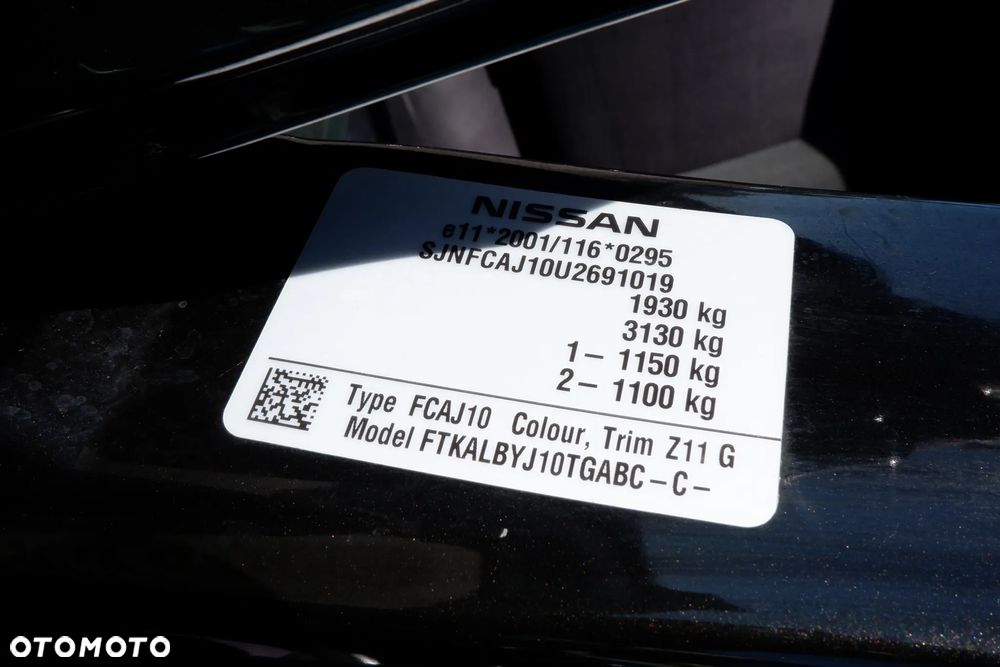 NISSAN
e11*2001/116*0295
SJNFCAJ10U2691019
1930 kg
3130 kg
1– 1150 kg
2– 1100 kg
Type FCAJ10 Colour, Trim Z11 G
Model FTKALBYJ10TGABC–C–
OTOMOTO